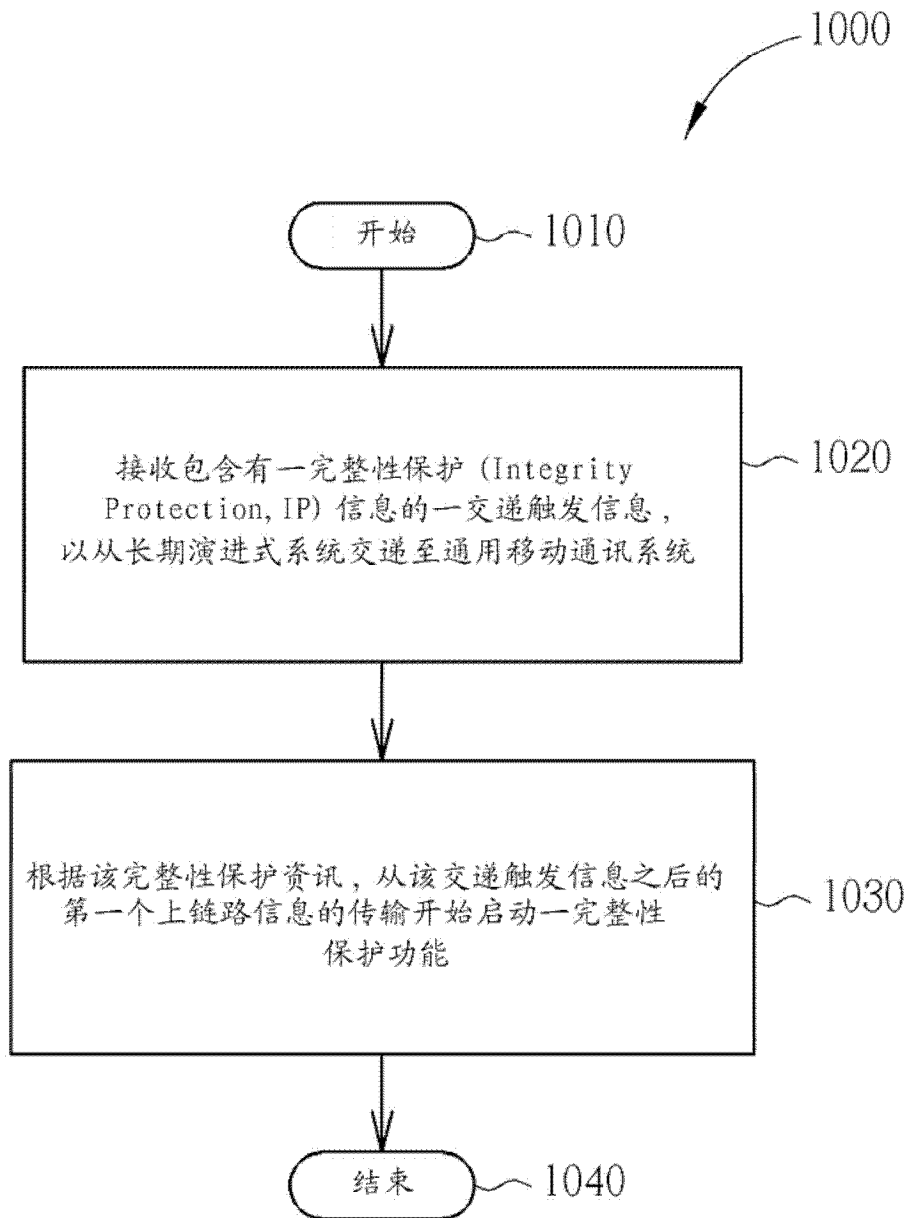 1000
开始
1010
接收包含有一完整性保护 (Integrity
Protection, IP) 信息的一交递触发信息,
以从长期演进式系统交递至通用移动通讯系统
1020
根据该完整性保护资讯, 从该交递触发信息之后的
第一个上链路信息的传输开始启动一完整性
保护功能
1030
结束
1040